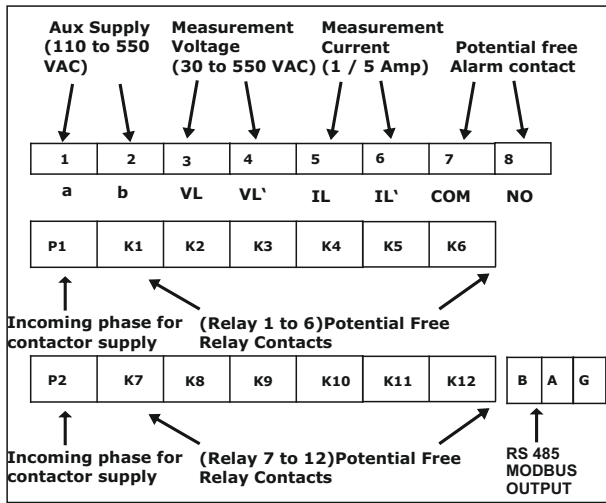 Aux Supply
(110 to 550
VAC)
Measurement
Voltage
(30 to 550 VAC)
Measurement
Current
(1 / 5 Amp)
Potential free
Alarm contact
1 2 3 4 5 6 7 8
a b VL VL‘ IL IL‘ COM NO
P1 K1 K2 K3 K4 K5 K6
Incoming phase for
contactor supply
(Relay 1 to 6)Potential Free
Relay Contacts
P2 K7 K8 K9 K10 K11 K12 B A G
Incoming phase for
contactor supply
(Relay 7 to 12)Potential Free
Relay Contacts
RS 485
MODBUS
OUTPUT